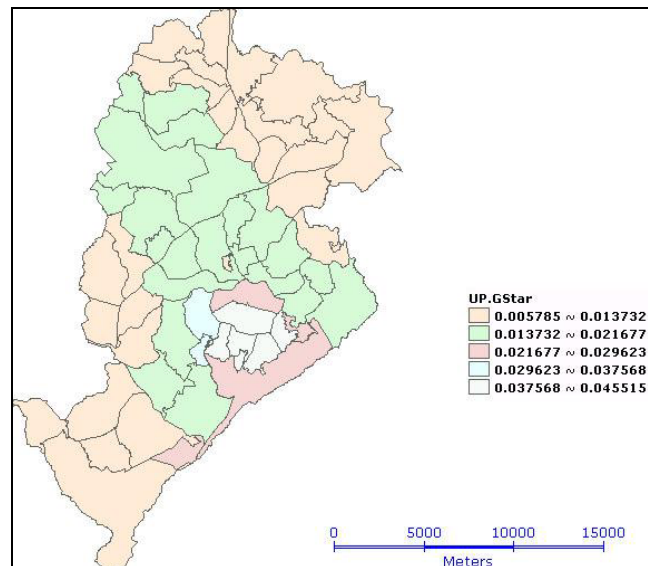 UP.GStar
0.005785 ~ 0.013732
0.013732 ~ 0.021677
0.021677 ~ 0.029623
0.029623 ~ 0.037568
0.037568 ~ 0.045515
0 5000 10000 15000
Meters